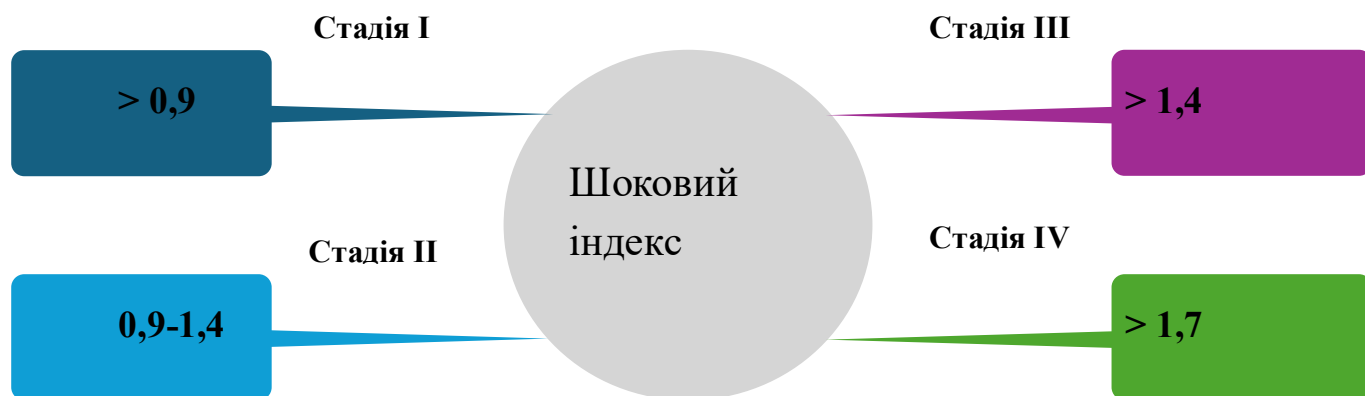 Стадія I
> 0,9
Стадія II
0,9-1,4
Шоковий
індекс
Стадія III
> 1,4
Стадія IV
> 1,7